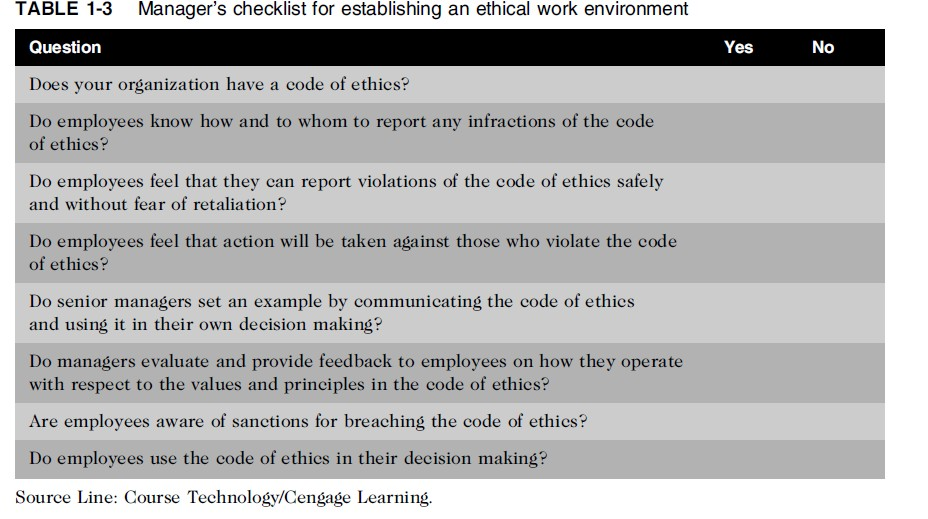 TABLE 1-3 Manager's checklist for establishing an ethical work environment
Question Yes No
Does your organization have a code of ethics?
Do employees know how and to whom to report any infractions of the code
of ethics?
Do employees feel that they can report violations of the code of ethics safely
and without fear of retaliation?
Do employees feel that action will be taken against those who violate the code
of ethics?
Do senior managers set an example by communicating the code of ethics
and using it in their own decision making?
Do managers evaluate and provide feedback to employees on how they operate
with respect to the values and principles in the code of ethics?
Are employees aware of sanctions for breaching the code of ethics?
Do employees use the code of ethics in their decision making?
Source Line: Course Technology/Cengage Learning.